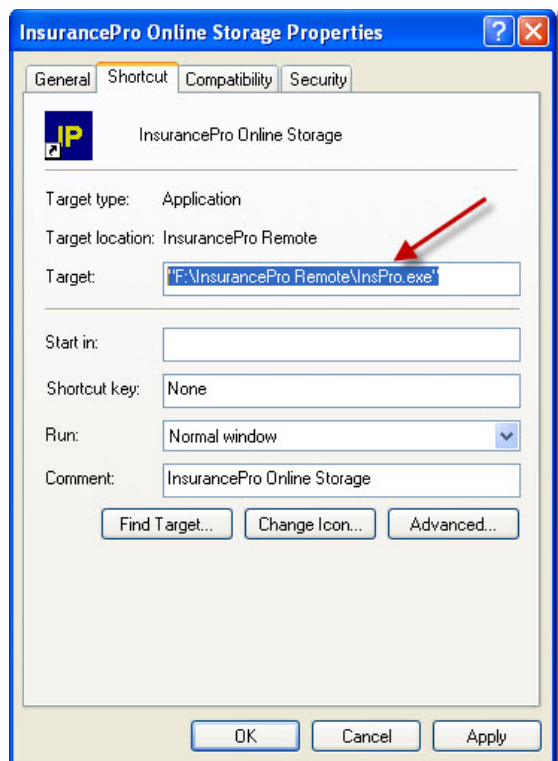 InsurancePro Online Storage Properties
General Shortcut Compatibility Security
IP InsurancePro Online Storage
Target type: Application
Target location: InsurancePro Remote
Target: "F:\InsurancePro Remote\InsPro.exe"
Start in:
Shortcut key: None
Run: Normal window
Comment: InsurancePro Online Storage
Find Target... Change Icon... Advanced...
OK Cancel Apply